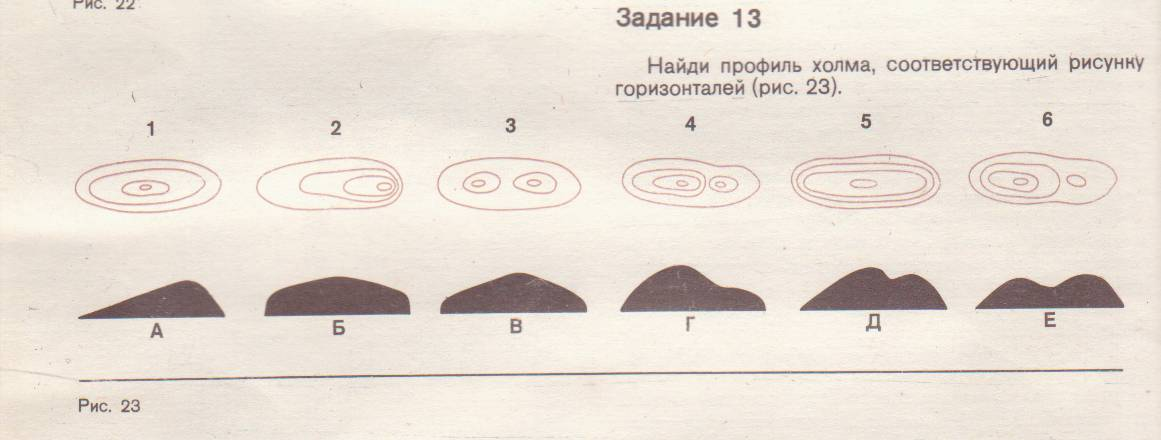 Рис. 22
Задание 13
Найди профиль холма, соответствующий рисунку
горизонталей (рис. 23).
1 2 3 4 5 6
А Б В Г Д Е
Рис. 23